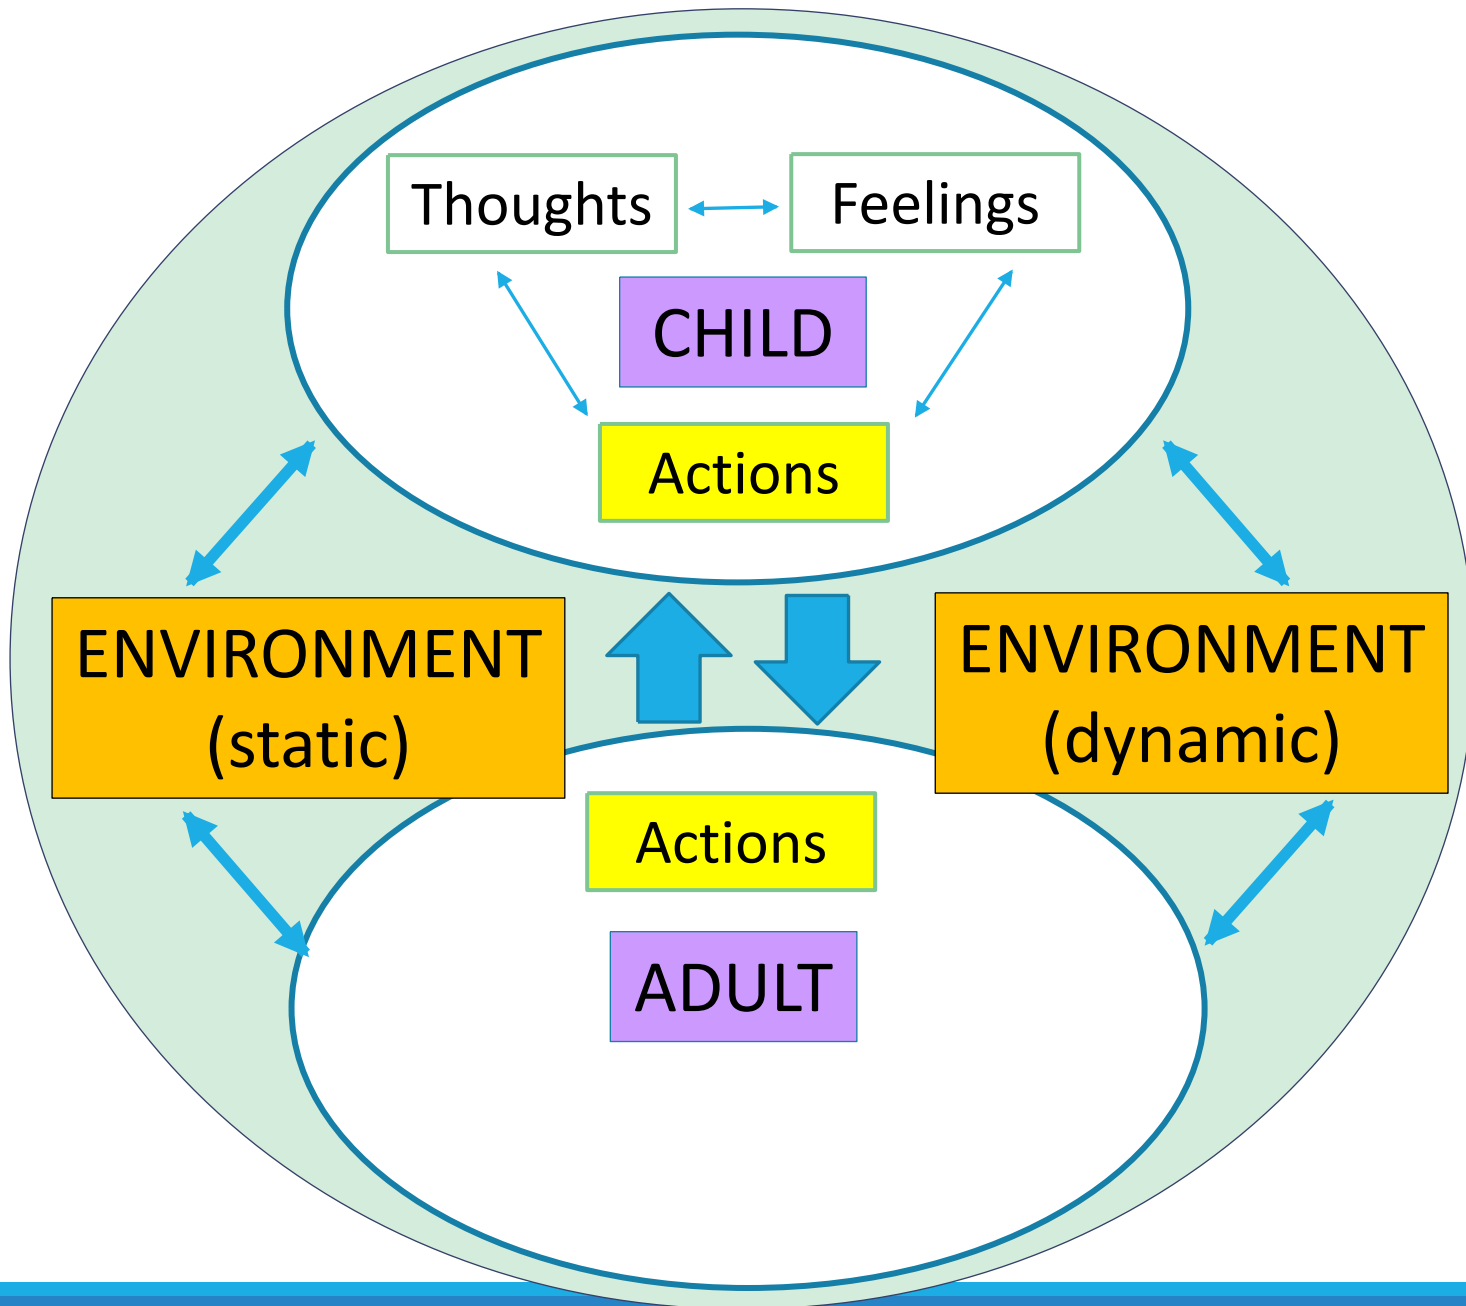 Thoughts
Feelings
CHILD
Actions
ENVIRONMENT
(static)
ENVIRONMENT
(dynamic)
Actions
ADULT